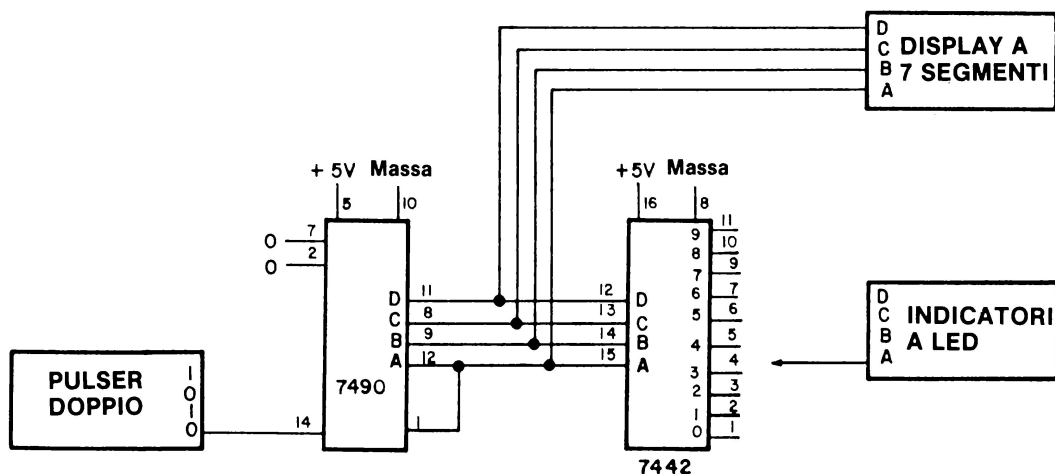 D
C
B
A
DISPLAY A
7 SEGMENTI
+ 5V Massa
5 10
7
0
2
0
D 11
C 8
B 9
A 12
7490
1
14
PULSER
DOPPIO
1
0
1
0
+5V Massa
16 8
9 11
8 10
7 9
6 7
5 6
4 5
3 4
2 3
1 2
0 1
12 D
13 C
14 B
15 A
7442
D
C
B
A
INDICATORI
A LED